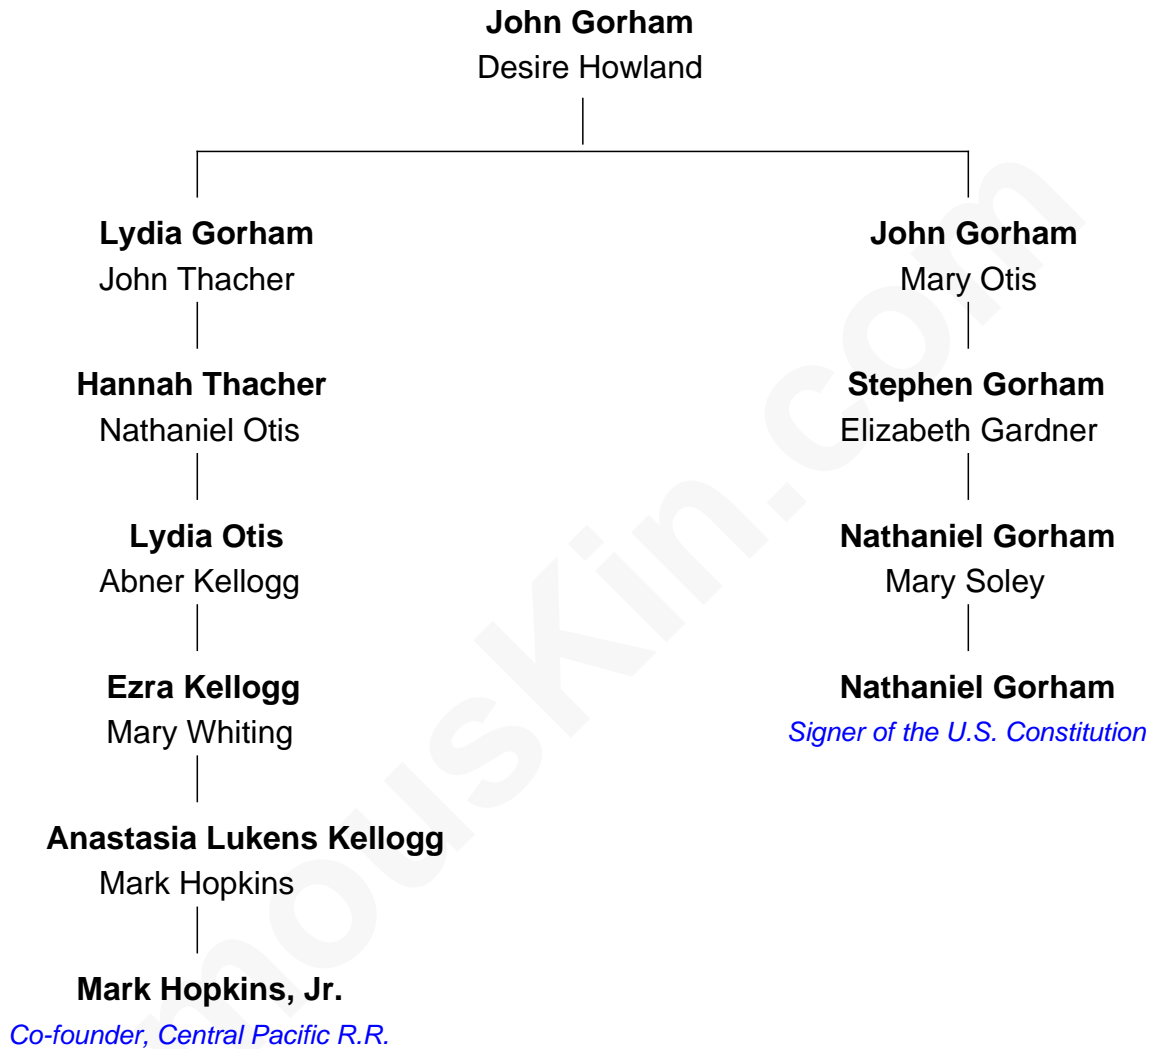 John Gorham
Desire Howland
Lydia Gorham
John Thacher
John Gorham
Mary Otis
Hannah Thacher
Nathaniel Otis
Stephen Gorham
Elizabeth Gardner
Lydia Otis
Abner Kellogg
Nathaniel Gorham
Mary Soley
Ezra Kellogg
Mary Whiting
Nathaniel Gorham
Signer of the U.S. Constitution
Anastasia Lukens Kellogg
Mark Hopkins
Mark Hopkins, Jr.
Co-founder, Central Pacific R.R.
mouskin.com